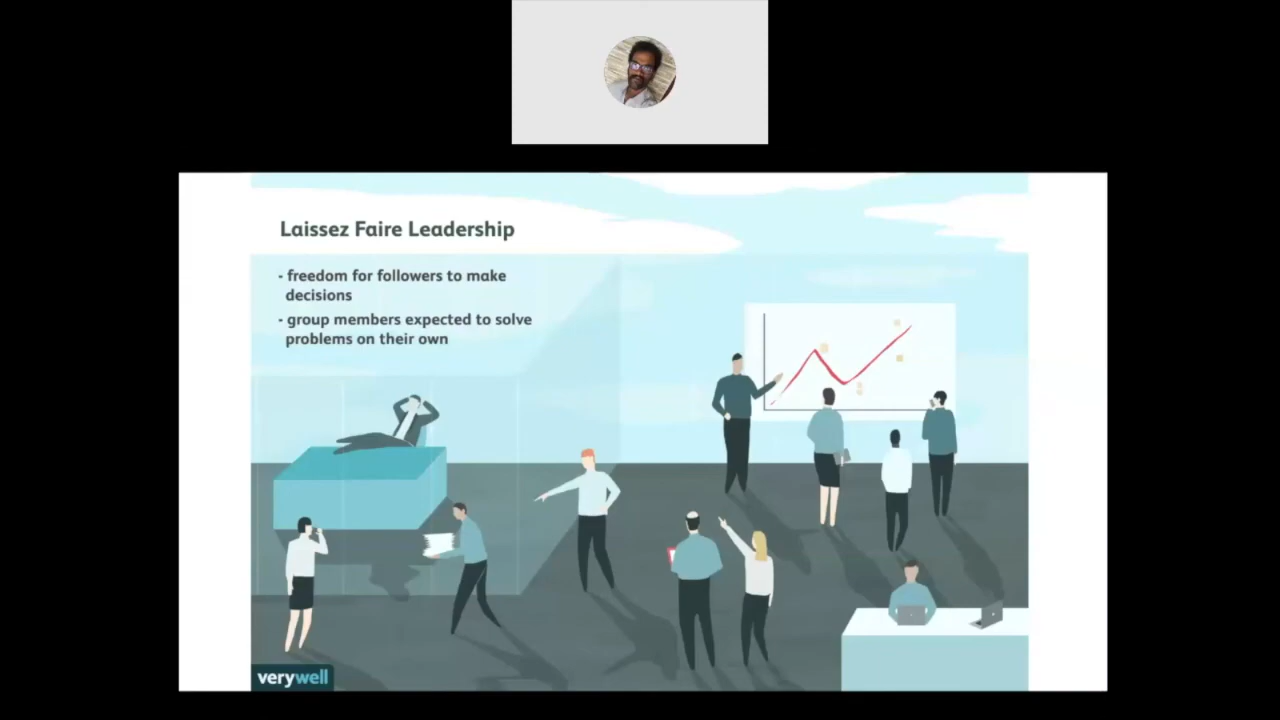 Laissez Faire Leadership
- freedom for followers to make
decisions
- group members expected to solve
problems on their own
verywell